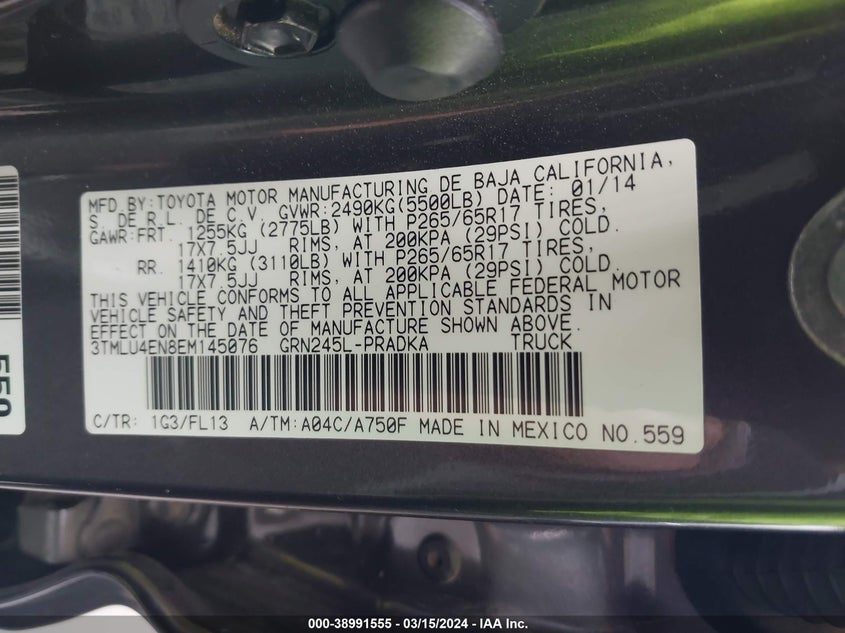 MFD. BY: TOYOTA MOTOR MANUFACTURING DE BAJA CALIFORNIA,
S. DE R.L. DE C.V. GVWR:2490KG(5500LB) DATE: 01/14
GAWR:FRT. 1255KG (2775LB) WITH P265/65R17 TIRES,
17X7.5JJ RIMS, AT 200KPA (29PSI) COLD.
RR. 1410KG (3110LB) WITH P265/65R17 TIRES,
17X7.5JJ RIMS, AT 200KPA (29PSI) COLD.
THIS VEHICLE CONFORMS TO ALL APPLICABLE FEDERAL MOTOR
VEHICLE SAFETY AND THEFT PREVENTION STANDARDS IN
EFFECT ON THE DATE OF MANUFACTURE SHOWN ABOVE.
3TMLU4EN8EM145076 GRN245L-PRADKA TRUCK
C/TR: 1G3/FL13 A/TM:A04C/A750F MADE IN MEXICO NO.559
559
000-38991555 - 03/15/2024 - IAA Inc.